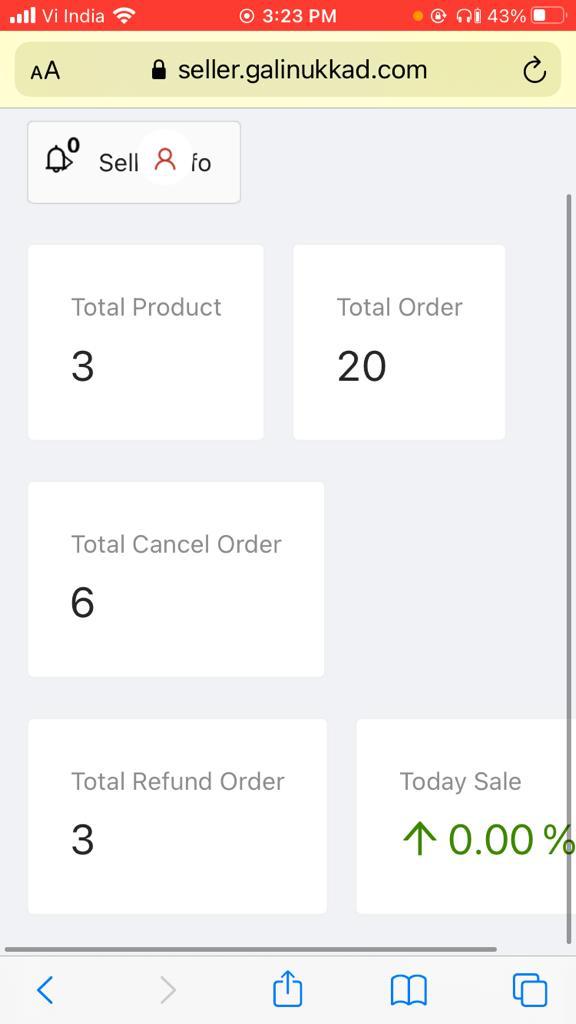 Vi India 3:23 PM 43%
AA seller.galinukkad.com
0
Sell fo
Total Product
3
Total Order
20
Total Cancel Order
6
Total Refund Order
3
Today Sale
↑ 0.00 %